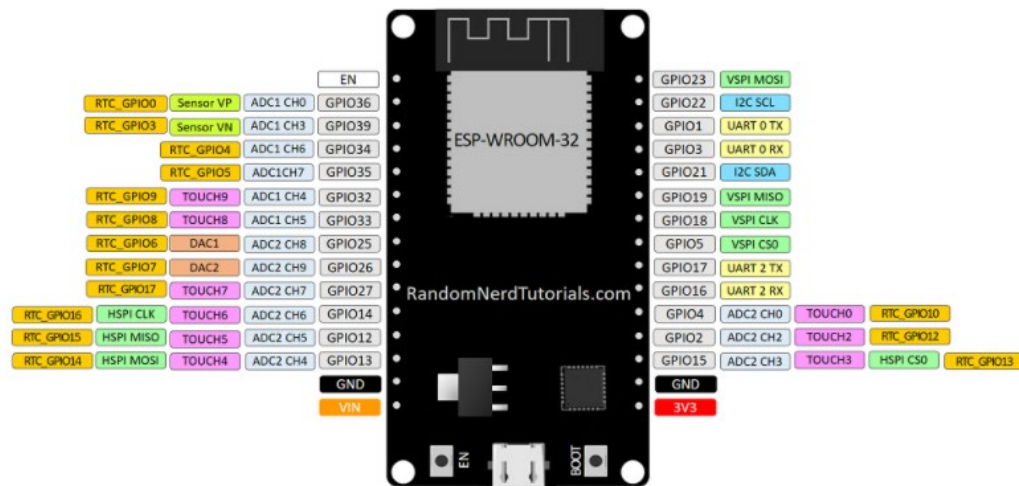 EN GPIO23 VSPI MOSI
RTC_GPIO0 Sensor VP ADC1 CH0 GPIO36 GPIO22 I2C SCL
RTC_GPIO3 Sensor VN ADC1 CH3 GPIO39 GPIO1 UART 0 TX
ESP-WROOM-32
RTC_GPIO4 ADC1 CH6 GPIO34 GPIO3 UART 0 RX
RTC_GPIO5 ADC1CH7 GPIO35 GPIO21 I2C SDA
RTC_GPIO9 TOUCH9 ADC1 CH4 GPIO32 GPIO19 VSPI MISO
RTC_GPIO8 TOUCH8 ADC1 CH5 GPIO33 GPIO18 VSPI CLK
RTC_GPIO6 DAC1 ADC2 CH8 GPIO25 GPIO5 VSPI CS0
RTC_GPIO7 DAC2 ADC2 CH9 GPIO26 GPIO17 UART 2 TX
RTC_GPIO17 TOUCH7 ADC2 CH7 GPIO27 RandomNerdTutorials.com GPIO16 UART 2 RX
RTC_GPIO16 HSPI CLK TOUCH6 ADC2 CH6 GPIO14 GPIO4 ADC2 CH0 TOUCH0 RTC_GPIO10
RTC_GPIO15 HSPI MISO TOUCH5 ADC2 CH5 GPIO12 GPIO2 ADC2 CH2 TOUCH2 RTC_GPIO12
RTC_GPIO14 HSPI MOSI TOUCH4 ADC2 CH4 GPIO13 GPIO15 ADC2 CH3 TOUCH3 HSPI CS0 RTC_GPIO13
GND GND
VIN 3V3
EN BOOT